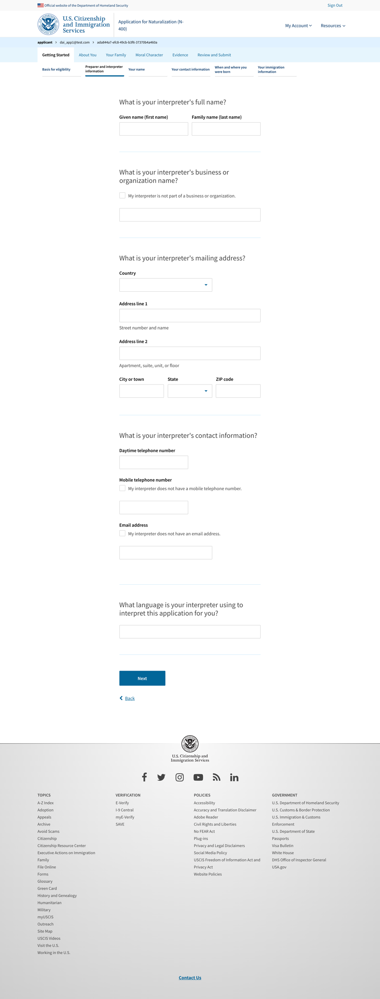 Official website of the Department of Homeland Security
Sign Out
U.S. Citizenship
and Immigration
Services
Application for Naturalization (N-
400)
My Account
Resources
applicant > dai_app1@test.com > ada844a7-efc8-49cb-b3f6-37370b4a460a
Getting Started
About You
Your Family
Moral Character
Evidence
Review and Submit
Basis for eligibility
Preparer and interpreter
information
Your name
Your contact information
When and where you
were born
Your immigration
information
What is your interpreter's full name?
Given name (first name)
Family name (last name)
What is your interpreter's business or
organization name?
My interpreter is not part of a business or organization.
What is your interpreter's mailing address?
Country
Address line 1
Street number and name
Address line 2
Apartment, suite, unit, or floor
City or town
State
ZIP code
What is your interpreter's contact information?
Daytime telephone number
Mobile telephone number
My interpreter does not have a mobile telephone number.
Email address
My interpreter does not have an email address.
What language is your interpreter using to
interpret this application for you?
Next
Back
U.S. Citizenship and
Immigration Services
TOPICS
A-Z Index
Adoption
Appeals
Archive
Avoid Scams
Citizenship
Citizenship Resource Center
Executive Actions on Immigration
Family
File Online
Forms
Glossary
Green Card
History and Genealogy
Humanitarian
Military
myUSCIS
Outreach
Site Map
USCIS Videos
Visit the U.S.
Working in the U.S.
VERIFICATION
E-Verify
I-9 Central
myE-Verify
SAVE
POLICIES
Accessibility
Accuracy and Translation Disclaimer
Adobe Reader
Civil Rights and Liberties
No FEAR Act
Plug-ins
Privacy and Legal Disclaimers
Social Media Policy
USCIS Freedom of Information Act and
Privacy Act
Website Policies
GOVERNMENT
U.S. Department of Homeland Security
U.S. Customs & Border Protection
U.S. Immigration & Customs
Enforcement
U.S. Department of State
Passports
Visa Bulletin
White House
DHS Office of Inspector General
USA.gov
Contact Us